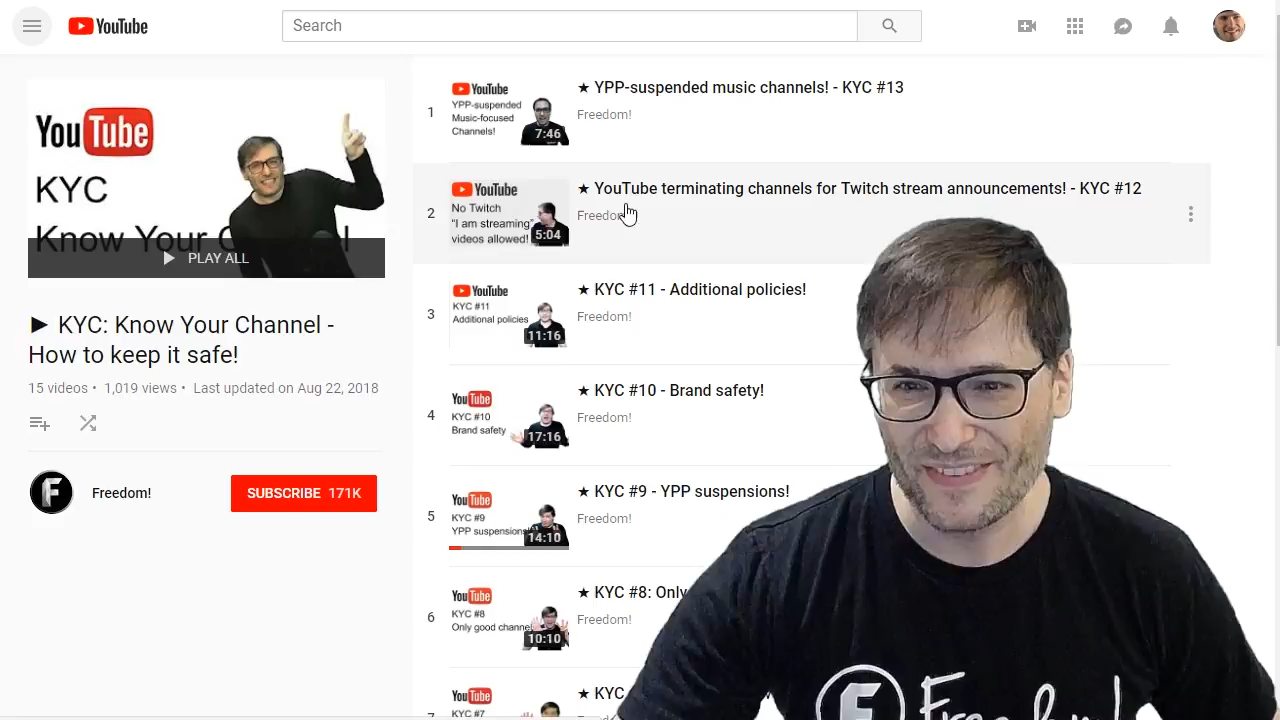 YouTube
Search
YouTube
KYC
Know Your Channel
PLAY ALL
► KYC: Know Your Channel -
How to keep it safe!
15 videos • 1,019 views • Last updated on Aug 22, 2018
Freedom!
SUBSCRIBE 171K
1
YouTube
YPP-suspended
Music-focused
Channels!
7:46
★ YPP-suspended music channels! - KYC #13
Freedom!
2
YouTube
No Twitch
"I am streaming"
videos allowed!
5:04
★ YouTube terminating channels for Twitch stream announcements! - KYC #12
3
YouTube
KYC #11
Additional policies
11:16
★ KYC #11 - Additional policies!
Freedom!
4
YouTube
KYC #10
Brand safety
17:16
★ KYC #10 - Brand safety!
Freedom!
5
YouTube
KYC #9
YPP suspensions!
14:10
★ KYC #9 - YPP suspensions!
Freedom!
6
YouTube
KYC #8
Only good
10:10
★ KYC #8: Only
Freedom!
YouTube
KYC #7
★ KYC
F